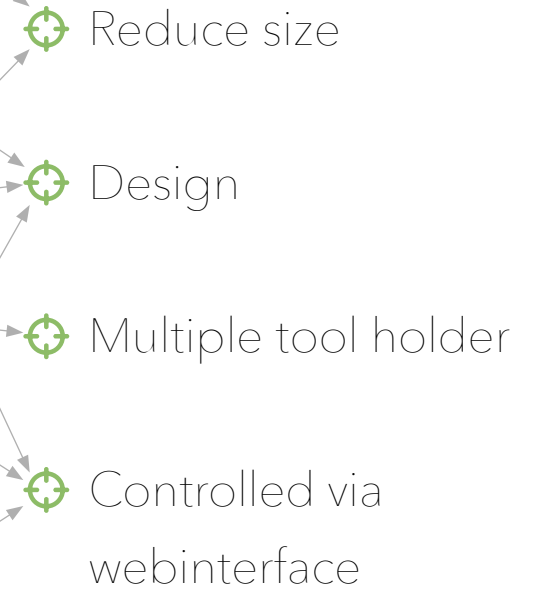 Reduce size
Design
Multiple tool holder
Controlled via
webinterface